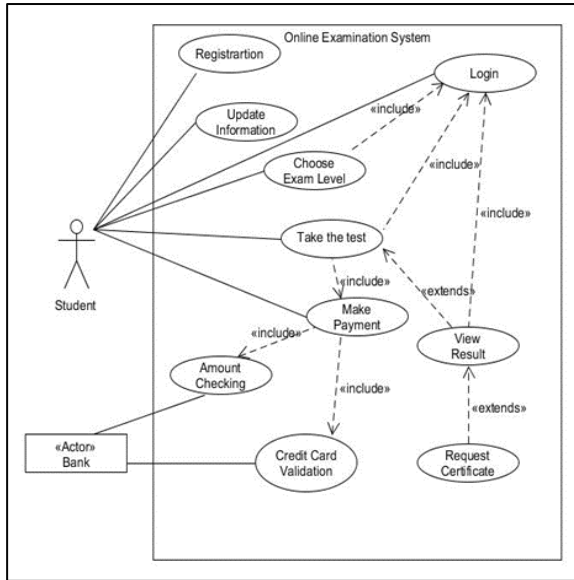 Online Examination System
Registrartion
Login
Update
Information
«include»
Choose
Exam Level
«include»
Take the test
«include»
Student
«include»
«extends»
Make
Payment
«include»
View
Result
Amount
Checking
«include»
«extends»
«Actor»
Bank
Credit Card
Validation
Request
Certificate